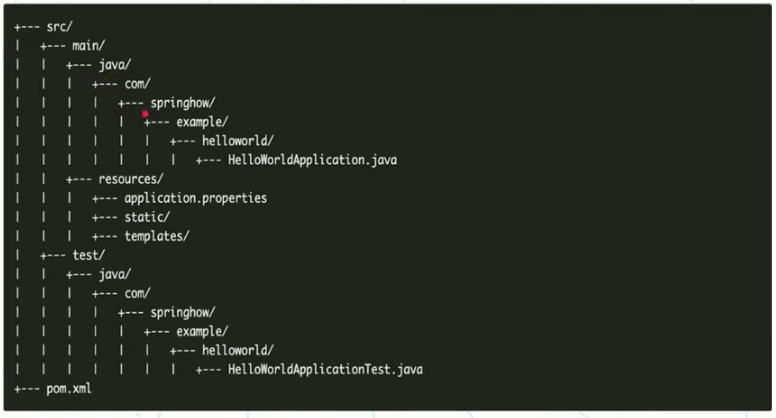 +--- src/
|   +--- main/
|   |   +--- java/
|   |   |   +--- com/
|   |   |   |   +--- springhow/
|   |   |   |   |   +--- example/
|   |   |   |   |   |   +--- helloworld/
|   |   |   |   |   |   |   +--- HelloWorldApplication.java
|   |   +--- resources/
|   |   |   +--- application.properties
|   |   |   +--- static/
|   |   |   +--- templates/
|   +--- test/
|   |   +--- java/
|   |   |   +--- com/
|   |   |   |   +--- springhow/
|   |   |   |   |   +--- example/
|   |   |   |   |   |   +--- helloworld/
|   |   |   |   |   |   |   +--- HelloWorldApplicationTest.java
+--- pom.xml